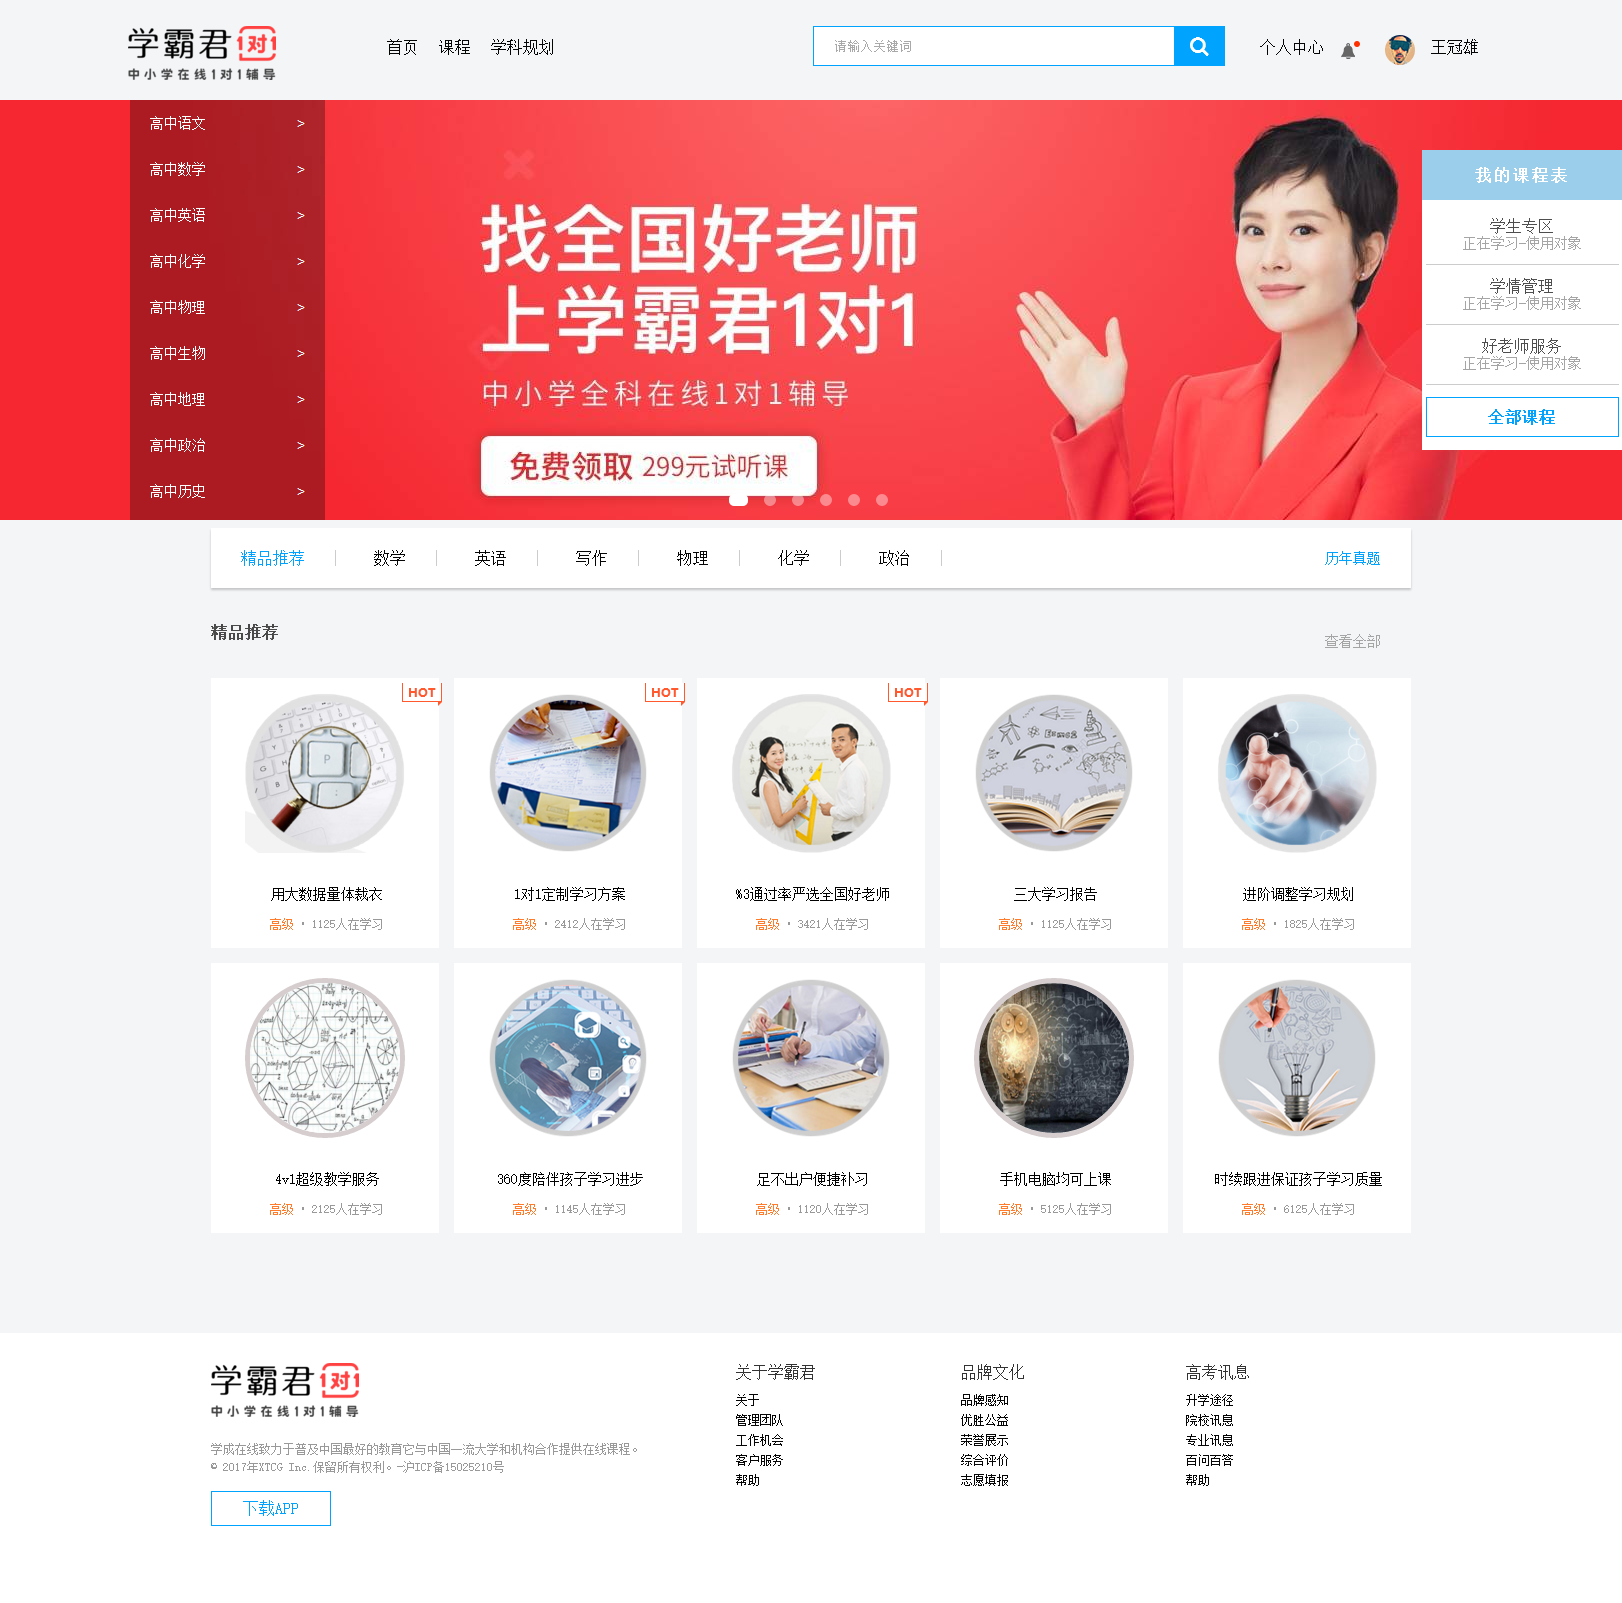 学霸君 1对1
中小学在线1对1辅导
首页 课程 学科规划
请输入关键词
个人中心
王冠雄
高中语文 >
高中数学 >
高中英语 >
高中化学 >
高中物理 >
高中生物 >
高中地理 >
高中政治 >
高中历史 >
找全国好老师
上学霸君1对1
中小学全科在线1对1辅导
免费领取 299元试听课
我的课程表
学生专区
正在学习-使用对象
学情管理
正在学习-使用对象
好老师服务
正在学习-使用对象
全部课程
精品推荐 数学 英语 写作 物理 化学 政治 历年真题
精品推荐
查看全部
HOT
用大数据量体裁衣
高级 · 1125人在学习
HOT
1对1定制学习方案
高级 · 2412人在学习
HOT
%3通过率严选全国好老师
高级 · 3421人在学习
三大学习报告
高级 · 1125人在学习
进阶调整学习规划
高级 · 1825人在学习
4v1超级教学服务
高级 · 2125人在学习
360度陪伴孩子学习进步
高级 · 1145人在学习
足不出户便捷补习
高级 · 1120人在学习
手机电脑均可上课
高级 · 5125人在学习
时续跟进保证孩子学习质量
高级 · 6125人在学习
学霸君 1对1
中小学在线1对1辅导
学成在线致力于普及中国最好的教育它与中国一流大学和机构合作提供在线课程。
© 2017年XTCG Inc.保留所有权利。-沪ICP备15025210号
下载APP
关于学霸君
关于
管理团队
工作机会
客户服务
帮助
品牌文化
品牌感知
优胜公益
荣誉展示
综合评价
志愿填报
高考讯息
升学途径
院校讯息
专业讯息
百问百答
帮助